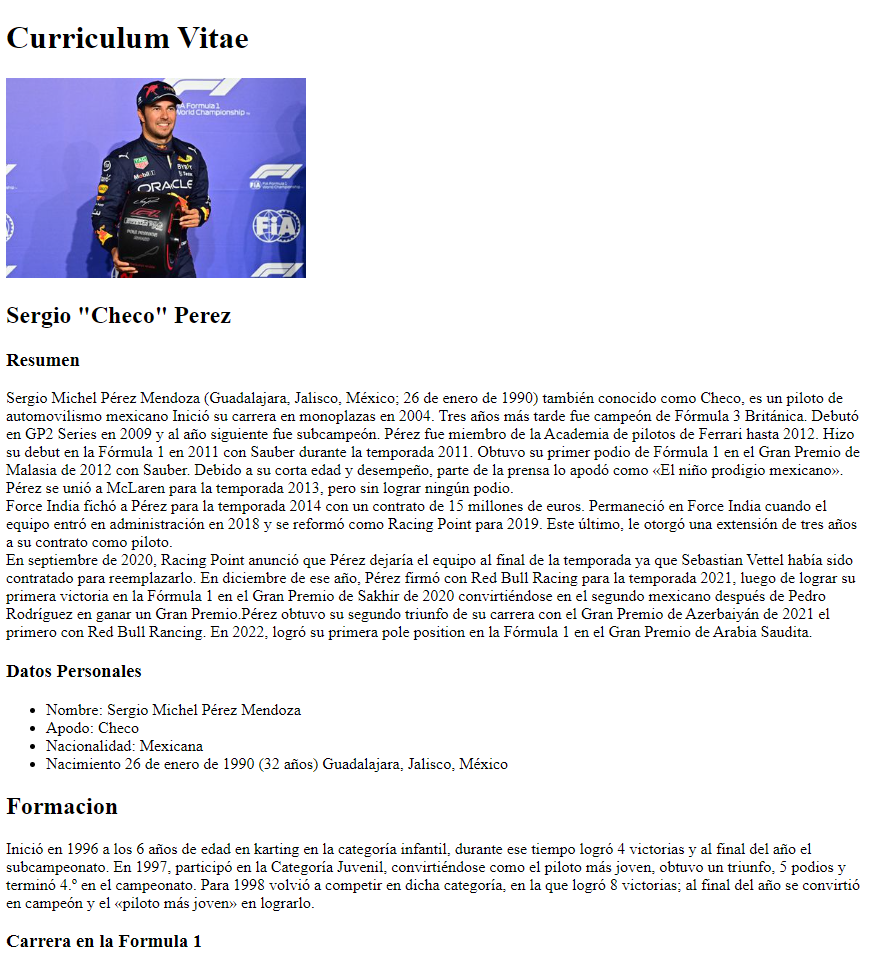 Curriculum Vitae
A Formula 1
World Championship
Mobil 1
BYBIT
ORACLE
FIA
Sergio "Checo" Perez
Resumen
Sergio Michel Pérez Mendoza (Guadalajara, Jalisco, México; 26 de enero de 1990) también conocido como Checo, es un piloto de
automovilismo mexicano Inició su carrera en monoplazas en 2004. Tres años más tarde fue campeón de Fórmula 3 Británica. Debutó
en GP2 Series en 2009 y al año siguiente fue subcampeón. Pérez fue miembro de la Academia de pilotos de Ferrari hasta 2012. Hizo
su debut en la Fórmula 1 en 2011 con Sauber durante la temporada 2011. Obtuvo su primer podio de Fórmula 1 en el Gran Premio de
Malasia de 2012 con Sauber. Debido a su corta edad y desempeño, parte de la prensa lo apodó como «El niño prodigio mexicano».
Pérez se unió a McLaren para la temporada 2013, pero sin lograr ningún podio.
Force India fichó a Pérez para la temporada 2014 con un contrato de 15 millones de euros. Permaneció en Force India cuando el
equipo entró en administración en 2018 y se reformó como Racing Point para 2019. Este último, le otorgó una extensión de tres años
a su contrato como piloto.
En septiembre de 2020, Racing Point anunció que Pérez dejaría el equipo al final de la temporada ya que Sebastian Vettel había sido
contratado para reemplazarlo. En diciembre de ese año, Pérez firmó con Red Bull Racing para la temporada 2021, luego de lograr su
primera victoria en la Fórmula 1 en el Gran Premio de Sakhir de 2020 convirtiéndose en el segundo mexicano después de Pedro
Rodríguez en ganar un Gran Premio.Pérez obtuvo su segundo triunfo de su carrera con el Gran Premio de Azerbaiyán de 2021 el
primero con Red Bull Rancing. En 2022, logró su primera pole position en la Fórmula 1 en el Gran Premio de Arabia Saudita.
Datos Personales
• Nombre: Sergio Michel Pérez Mendoza
• Apodo: Checo
• Nacionalidad: Mexicana
• Nacimiento 26 de enero de 1990 (32 años) Guadalajara, Jalisco, México
Formacion
Inició en 1996 a los 6 años de edad en karting en la categoría infantil, durante ese tiempo logró 4 victorias y al final del año el
subcampeonato. En 1997, participó en la Categoría Juvenil, convirtiéndose como el piloto más joven, obtuvo un triunfo, 5 podios y
terminó 4.º en el campeonato. Para 1998 volvió a competir en dicha categoría, en la que logró 8 victorias; al final del año se convirtió
en campeón y el «piloto más joven» en lograrlo.
Carrera en la Formula 1